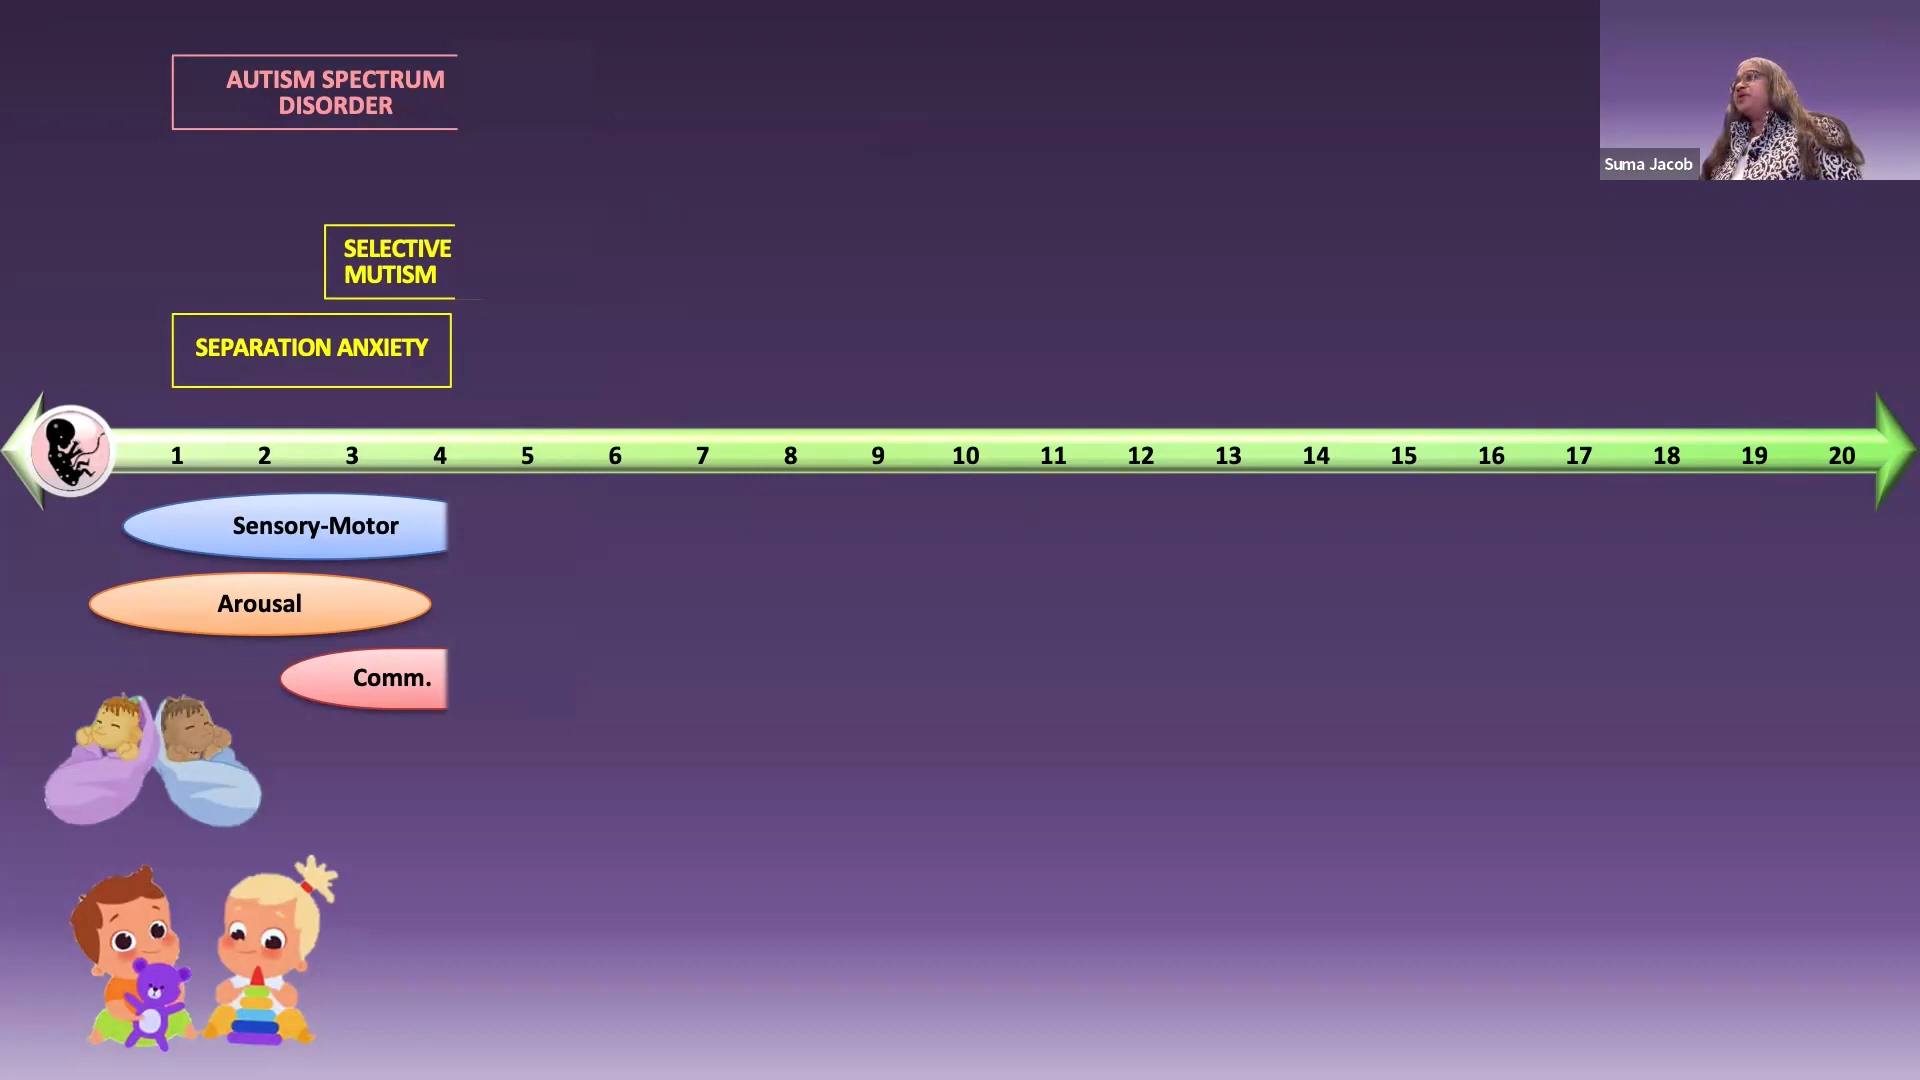 AUTISM SPECTRUM
DISORDER
Suma Jacob
SELECTIVE
MUTISM
SEPARATION ANXIETY
1 2 3 4 5 6 7 8 9 10 11 12 13 14 15 16 17 18 19 20
Sensory-Motor
Arousal
Comm.